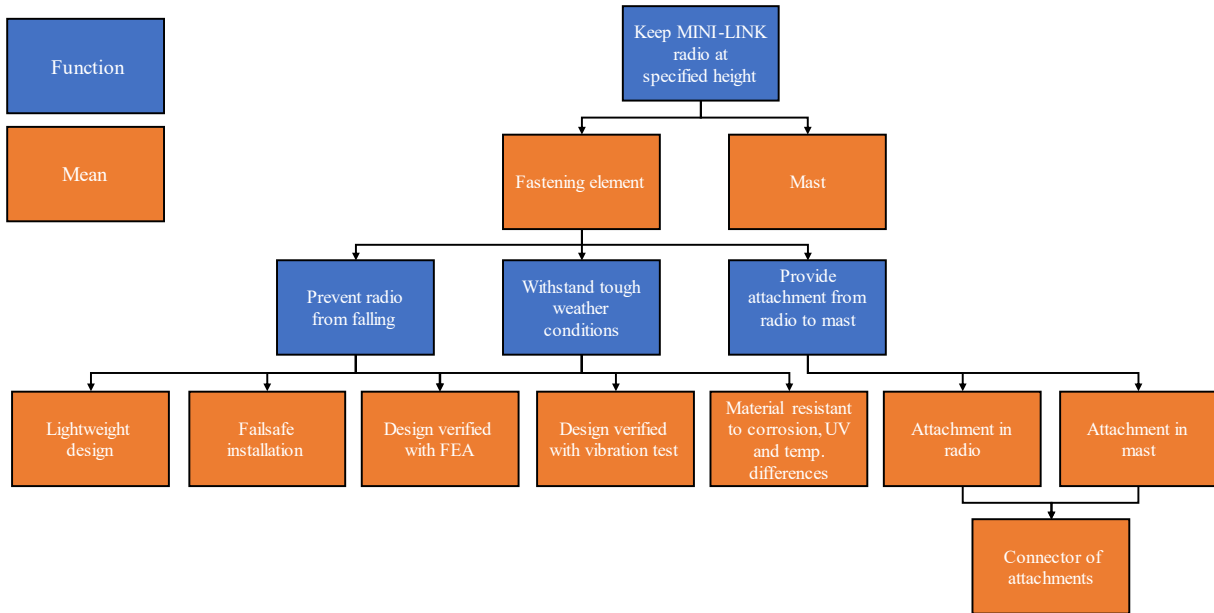 Function
Mean
Keep MINI-LINK
radio at
specified height
Fastening element
Mast
Prevent radio
from falling
Withstand tough
weather
conditions
Provide
attachment from
radio to mast
Lightweight
design
Failsafe
installation
Design verified
with FEA
Design verified
with vibration test
Material resistant
to corrosion, UV
and temp.
differences
Attachment in
radio
Attachment in
mast
Connector of
attachments